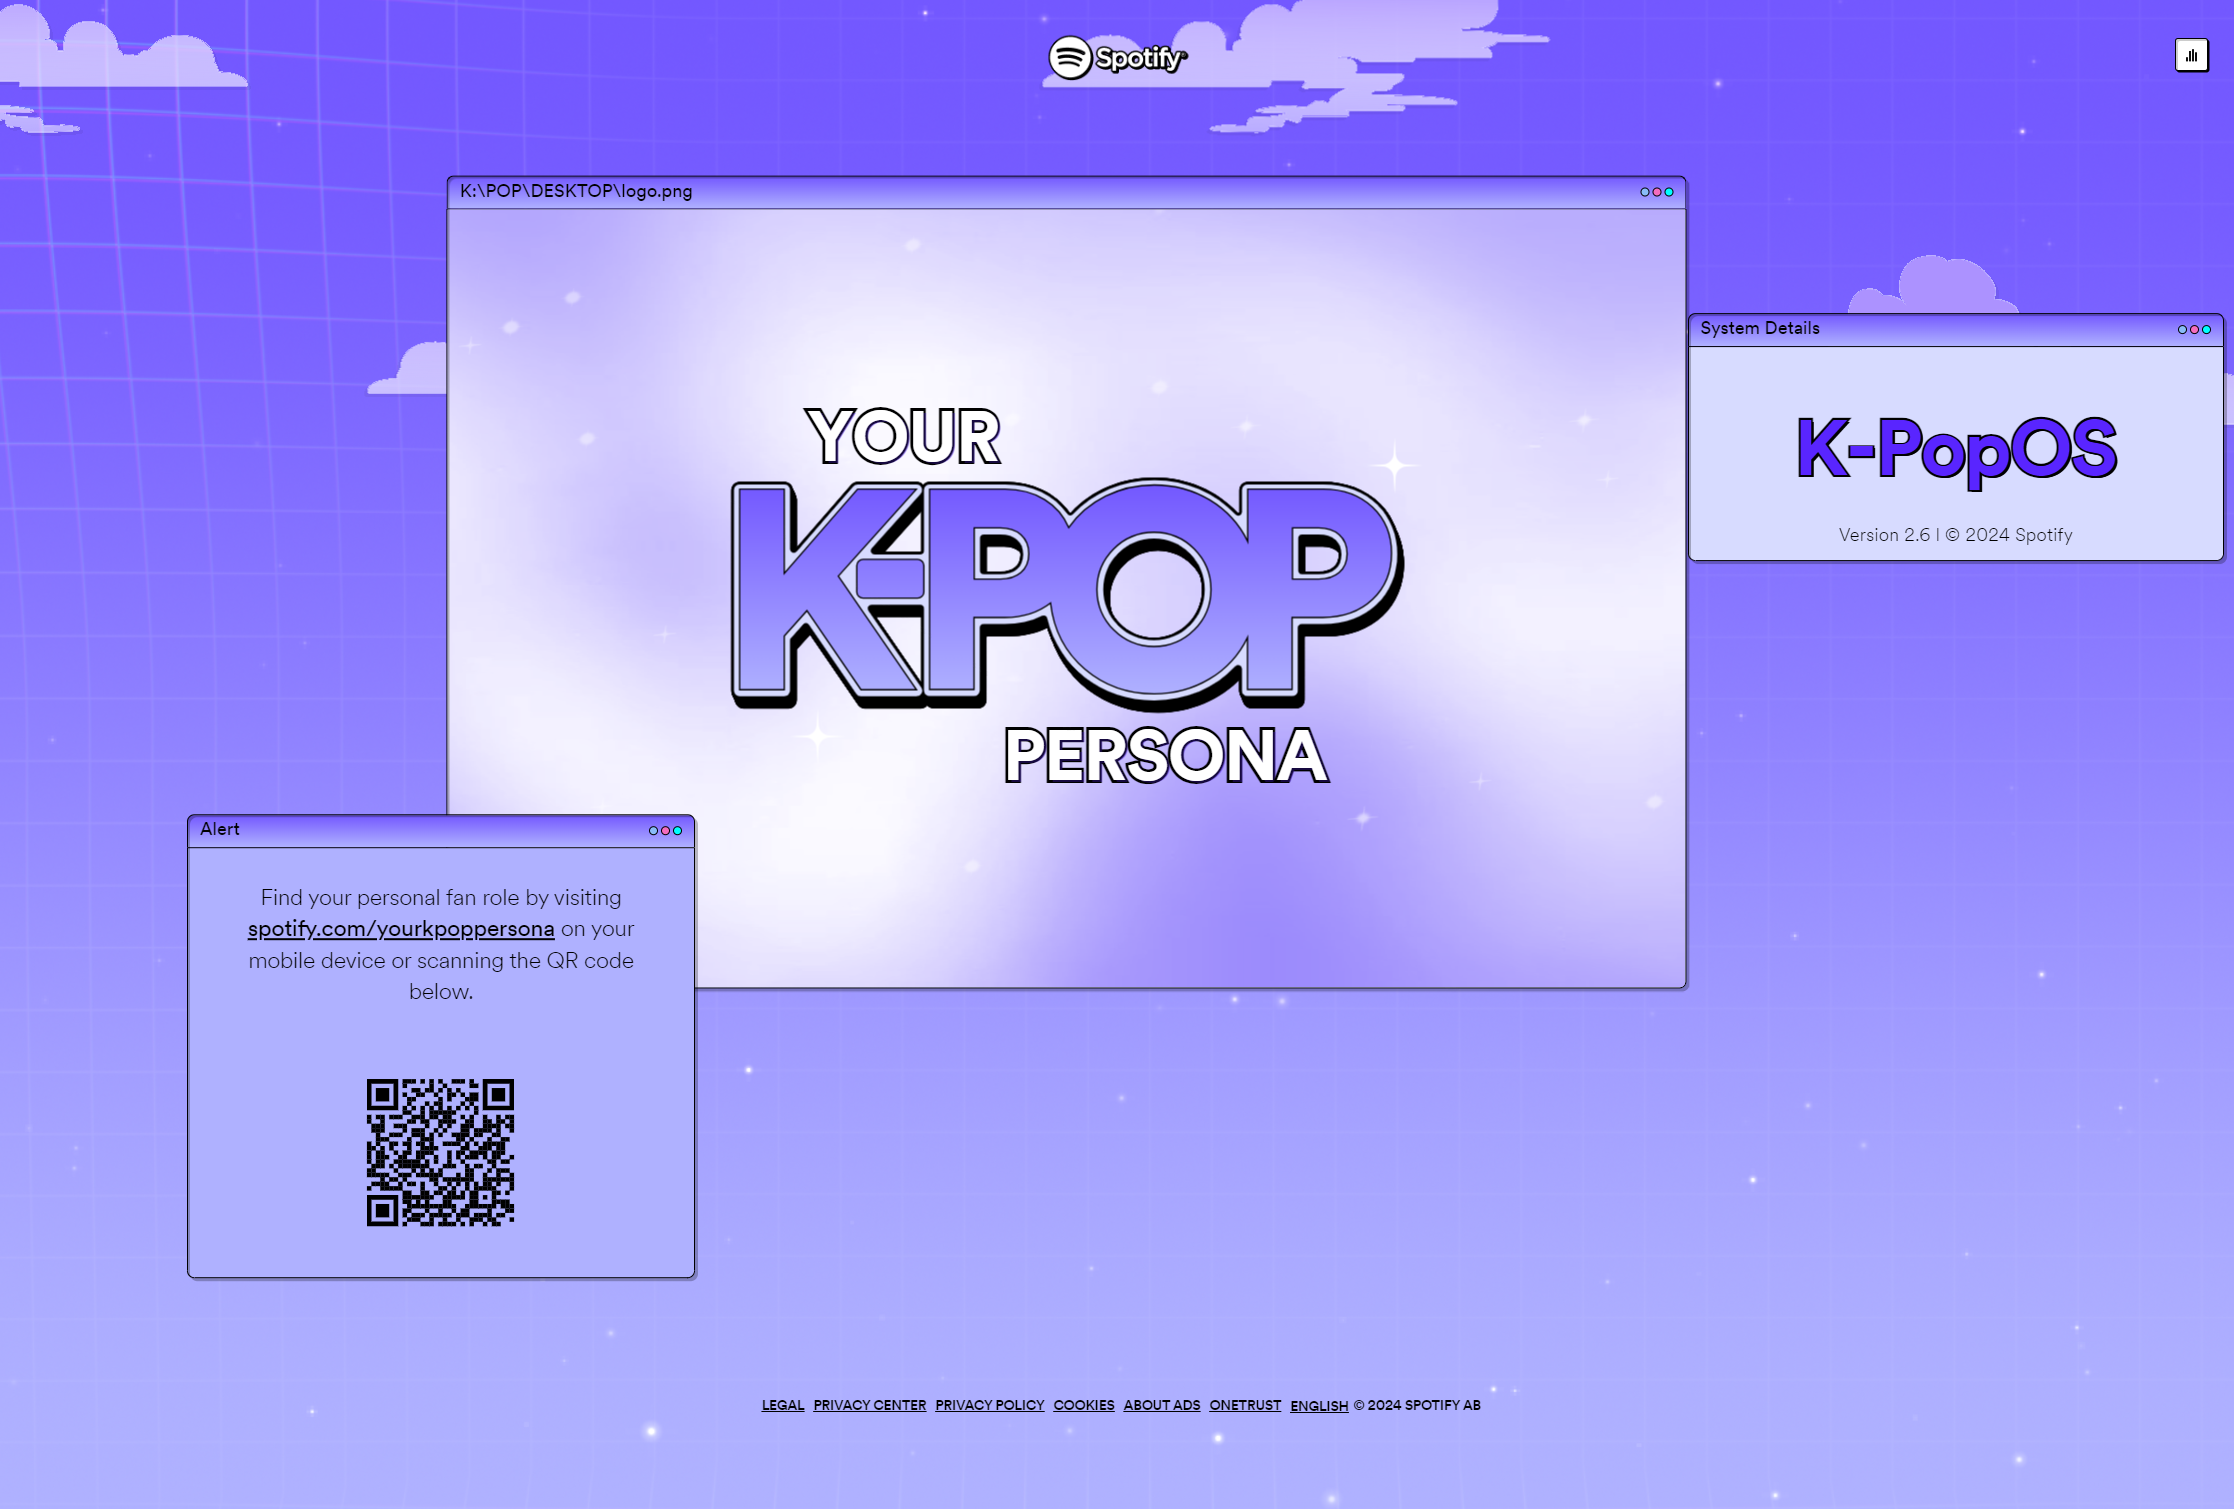 Spotify®
K:\POP\DESKTOP\logo.png
YOUR
K-POP
PERSONA
System Details
K-PopOS
Version 2.6 | © 2024 Spotify
Alert
Find your personal fan role by visiting
spotify.com/yourkpoppersona on your
mobile device or scanning the QR code
below.
LEGAL PRIVACY CENTER PRIVACY POLICY COOKIES ABOUT ADS ONETRUST ENGLISH © 2024 SPOTIFY AB